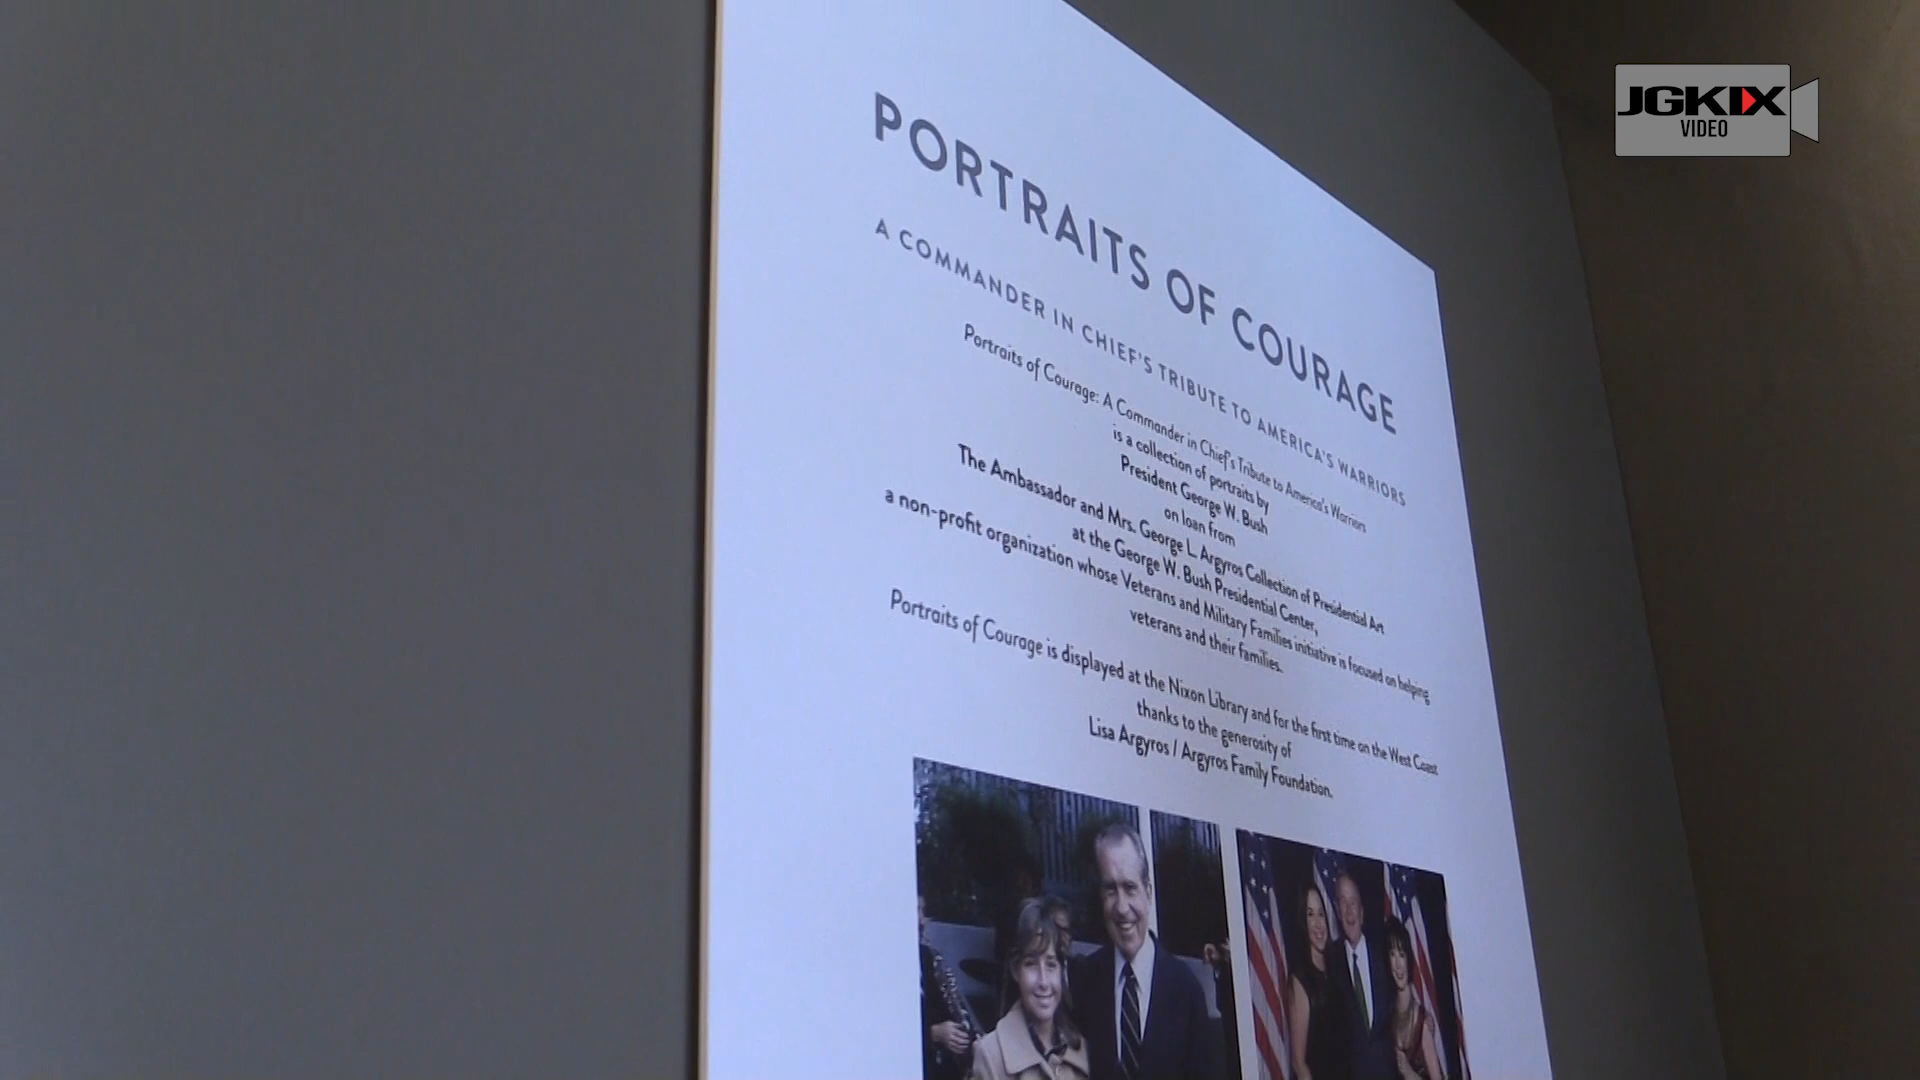 JGKIX
VIDEO
PORTRAITS OF COURAGE
A COMMANDER IN CHIEF'S TRIBUTE TO AMERICA'S WARRIORS
Portraits of Courage: A Commander in Chief's Tribute to America's Warriors
is a collection of portraits by
President George W. Bush
on loan from
The Ambassador and Mrs. George L. Argyros Collection of Presidential Art
at the George W. Bush Presidential Center,
a non-profit organization whose Veterans and Military Families initiative is focused on helping
veterans and their families.
Portraits of Courage is displayed at the Nixon Library and for the first time on the West Coast
thanks to the generosity of
Lisa Argyros / Argyros Family Foundation.